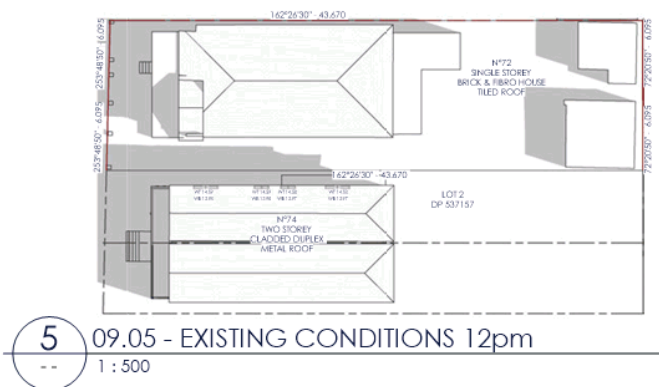 162°26'30" - 43.670
253°48'50" - 6.095
253°48'50" - 6.095
72°20'50" - 6.095
72°20'50" - 6.095
N°72
SINGLE STOREY
BRICK & FIBRO HOUSE
TILED ROOF
162°26'30" - 43.670
LOT 2
DP 537157
N°74
TWO STOREY
CLADDED DUPLEX
METAL ROOF
5
--
09.05 - EXISTING CONDITIONS 12pm
1 : 500